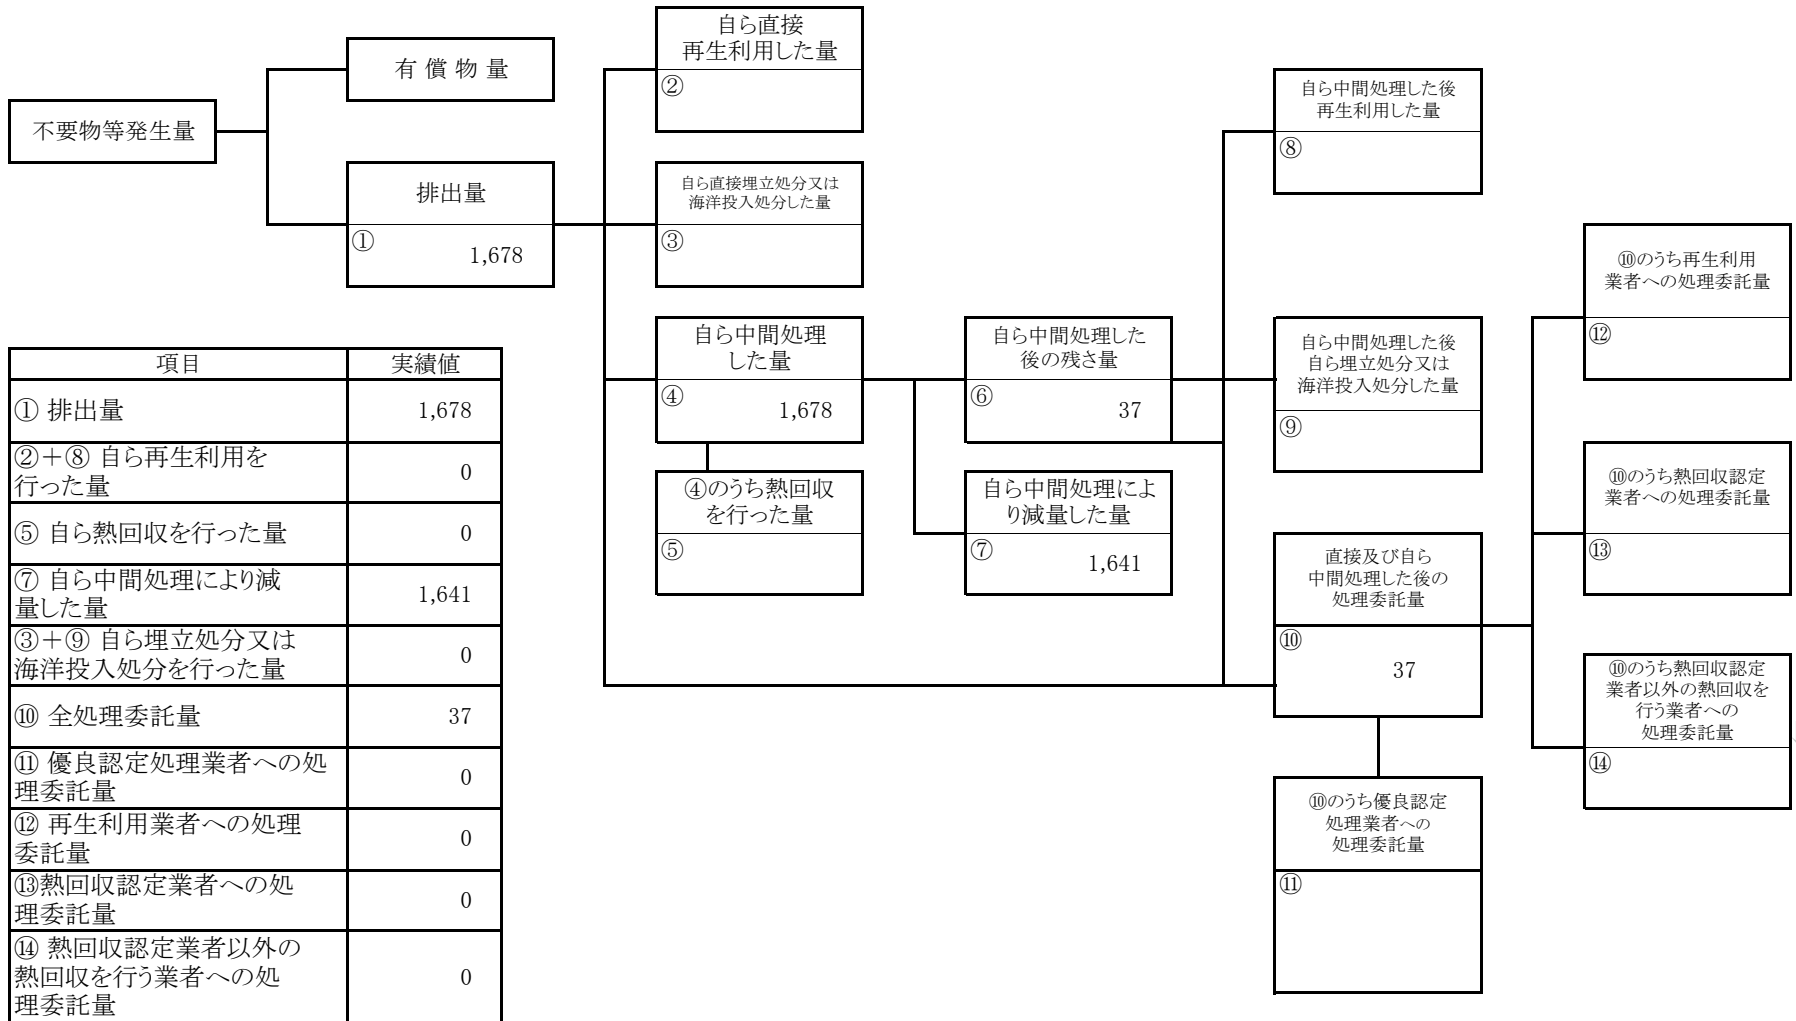 不要物等発生量
有償物量
排出量
①
1,678
自ら直接
再生利用した量
②
自ら直接埋立処分又は
海洋投入処分した量
③
自ら中間処理
した量
④
1,678
④のうち熱回収
を行った量
⑤
自ら中間処理した
後の残さ量
⑥
37
自ら中間処理によ
り減量した量
⑦
1,641
自ら中間処理した後
再生利用した量
⑧
自ら中間処理した後
自ら埋立処分又は
海洋投入処分した量
⑨
直接及び自ら
中間処理した後の
処理委託量
⑩
37
⑩のうち優良認定
処理業者への
処理委託量
⑪
⑩のうち再生利用
業者への処理委託量
⑫
⑩のうち熱回収認定
業者への処理委託量
⑬
⑩のうち熱回収認定
業者以外の熱回収を
行う業者への
処理委託量
⑭
項目 実績値
① 排出量 1,678
②＋⑧ 自ら再生利用を
行った量 0
⑤ 自ら熱回収を行った量 0
⑦ 自ら中間処理により減
量した量 1,641
③＋⑨ 自ら埋立処分又は
海洋投入処分を行った量 0
⑩ 全処理委託量 37
⑪ 優良認定処理業者への処
理委託量 0
⑫ 再生利用業者への処理
委託量 0
⑬熱回収認定業者への処
理委託量 0
⑭ 熱回収認定業者以外の
熱回収を行う業者への処
理委託量 0